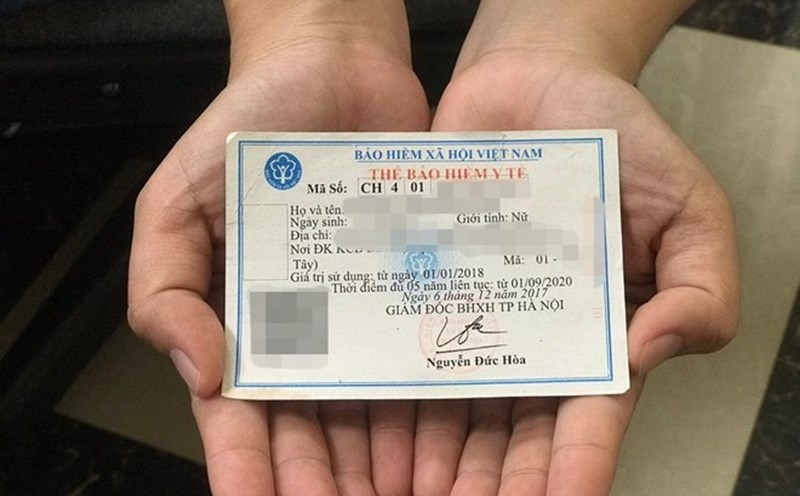 BẢO HIỂM XÃ HỘI VIỆT NAM
THẺ BẢO HIỂM Y TẾ
Mã Số: CH 4 01
Họ và tên:
Ngày sinh: Giới tính: Nữ
Địa chỉ:
Nơi ĐK KCB
Tây) Mã: 01 -
Giá trị sử dụng: từ ngày 01/01/2018
Thời điểm đủ 05 năm liên tục: từ 01/09/2020
Ngày 6 tháng 12 năm 2017
GIÁM ĐỐC BHXH TP HÀ NỘI
Nguyễn Đức Hòa